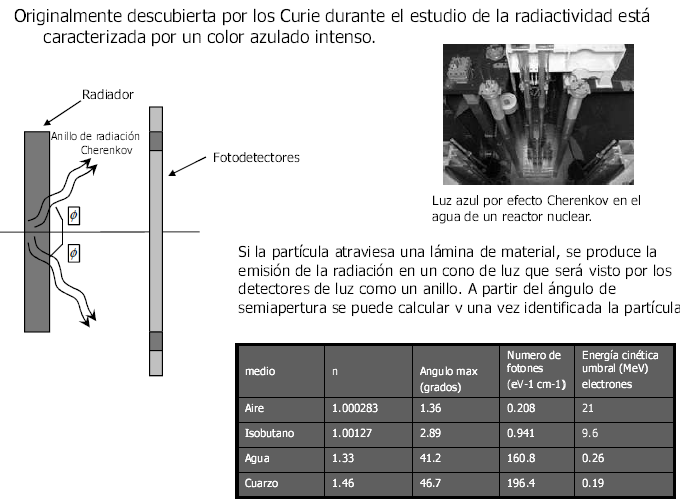 Originalmente descubierta por los Curie durante el estudio de la radiactividad está
caracterizada por un color azulado intenso.
Radiador
Anillo de radiación
Cherenkov
Fotodetectores
ϕ
ϕ
Luz azul por efecto Cherenkov en el
agua de un reactor nuclear.
Si la partícula atraviesa una lámina de material, se produce la
emisión de la radiación en un cono de luz que será visto por los
detectores de luz como un anillo. A partir del ángulo de
semiapertura se puede calcular v una vez identificada la partícula
medio n Angulo max (grados) Numero de fotones (eV-1 cm-1) Energía cinética umbral (MeV) electrones
Aire 1.000283 1.36 0.208 21
Isobutano 1.00127 2.89 0.941 9.6
Agua 1.33 41.2 160.8 0.26
Cuarzo 1.46 46.7 196.4 0.19